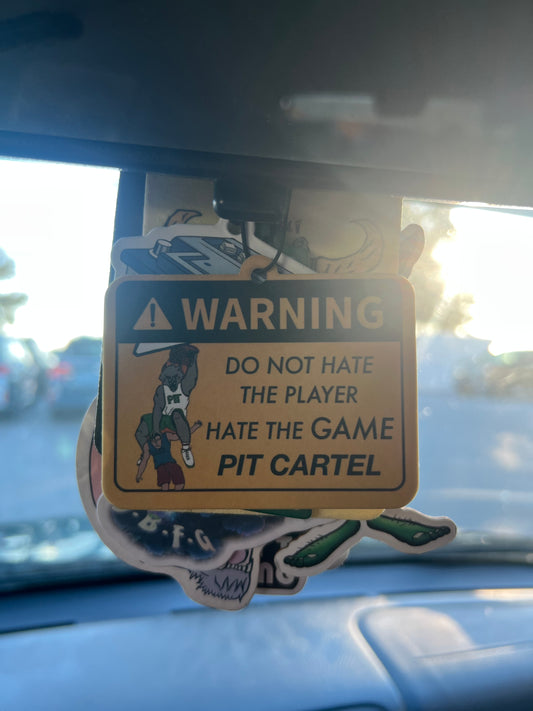 WARNING
DO NOT HATE
THE PLAYER
HATE THE GAME
PIT CARTEL
PIT
B.F.G